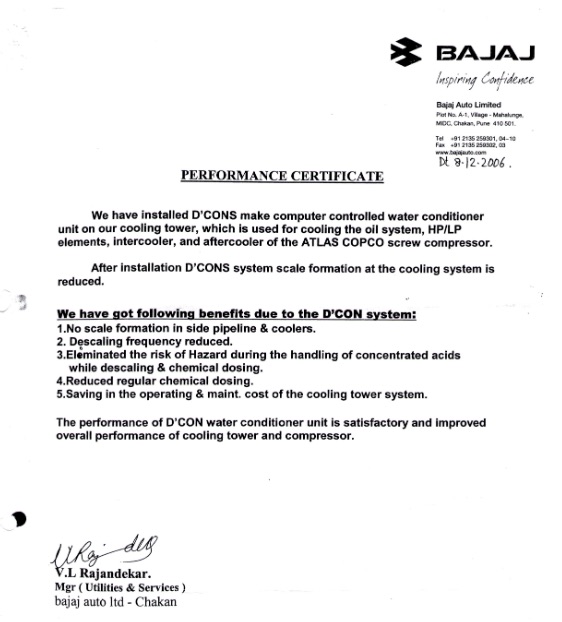 BAJAJ
Inspiring Confidence
Bajaj Auto Limited
Plot No. A-1, Village - Mahalunge,
MIDC, Chakan, Pune 410 501.
Tel +91 2135 259301, 04-10
Fax +91 2135 259302, 03
www.bajajauto.com
Dt 8.12.2006.
PERFORMANCE CERTIFICATE
We have installed D'CONS make computer controlled water conditioner
unit on our cooling tower, which is used for cooling the oil system, HP/LP
elements, intercooler, and aftercooler of the ATLAS COPCO screw compressor.
After installation D'CONS system scale formation at the cooling system is
reduced.
We have got following benefits due to the D'CON system:
1.No scale formation in side pipeline & coolers.
2. Descaling frequency reduced.
3.Eleminated the risk of Hazard during the handling of concentrated acids
while descaling & chemical dosing.
4.Reduced regular chemical dosing.
5.Saving in the operating & maint. cost of the cooling tower system.
The performance of D'CON water conditioner unit is satisfactory and improved
overall performance of cooling tower and compressor.
V.L Rajandekar.
Mgr ( Utilities & Services )
bajaj auto ltd - Chakan